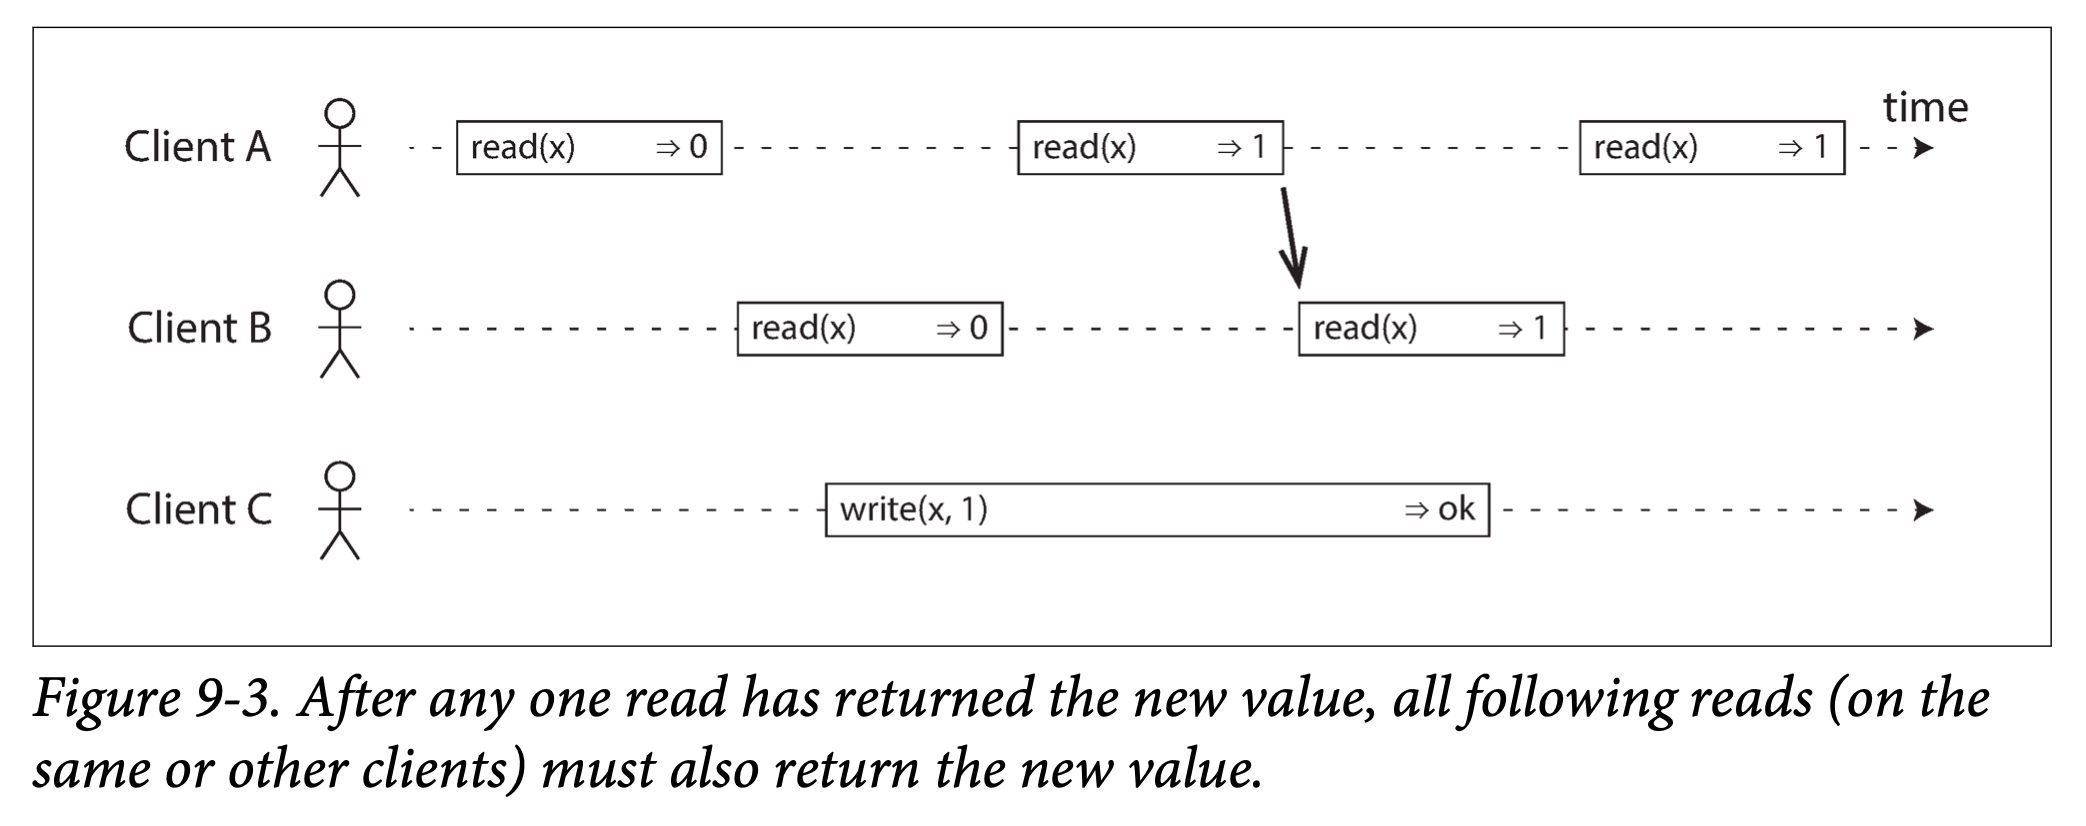 time
Client A read(x) ⇒ 0 read(x) ⇒ 1 read(x) ⇒ 1
Client B read(x) ⇒ 0 read(x) ⇒ 1
Client C write(x, 1) ⇒ ok
Figure 9-3. After any one read has returned the new value, all following reads (on the
same or other clients) must also return the new value.